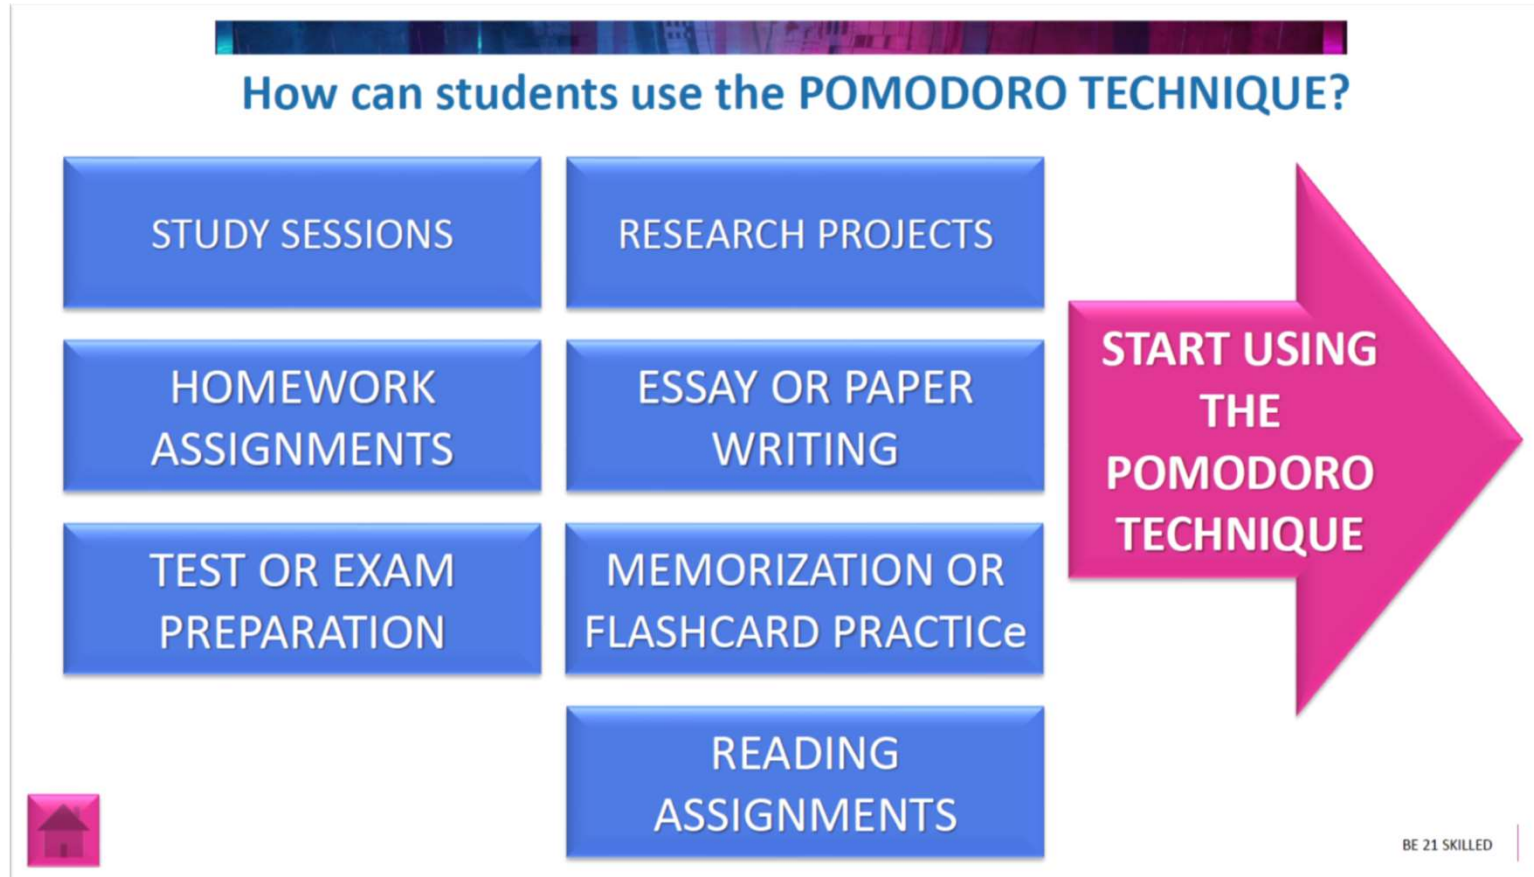 How can students use the POMODORO TECHNIQUE?
STUDY SESSIONS
RESEARCH PROJECTS
HOMEWORK
ASSIGNMENTS
ESSAY OR PAPER
WRITING
TEST OR EXAM
PREPARATION
MEMORIZATION OR
FLASHCARD PRACTICe
READING
ASSIGNMENTS
START USING
THE
POMODORO
TECHNIQUE
BE 21 SKILLED